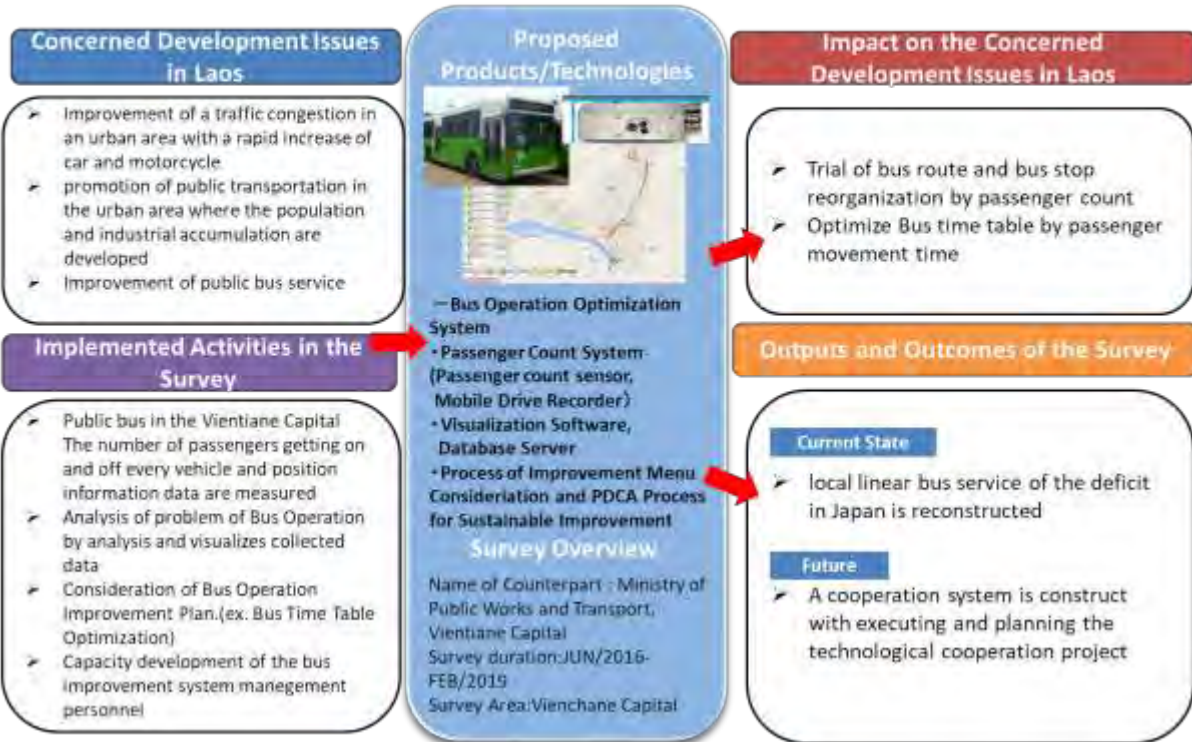 Concerned Development Issues
in Laos
Improvement of a traffic congestion in
an urban area with a rapid increase of
car and motorcycle
promotion of public transportation in
the urban area where the population
and industrial accumulation are
developed
Improvement of public bus service
Implemented Activities in the
Survey
Public bus in the Vientiane Capital
The number of passengers getting on
and off every vehicle and position
information data are measured
Analysis of problem of Bus Operation
by analysis and visualizes collected
data
Consideration of Bus Operation
Improvement Plan.(ex. Bus Time Table
Optimization)
Capacity development of the bus
improvement system manegement
personnel
Proposed
Products/Technologies
－Bus Operation Optimization
System
・Passenger Count System
(Passenger count sensor,
Mobile Drive Recorder）
・Visualization Software,
Database Server
・Process of Improvement Menu
Consideriation and PDCA Process
for Sustainable Improvement
Survey Overview
Name of Counterpart : Ministry of
Public Works and Transport,
Vientiane Capital
Survey duration:JUN/2016-
FEB/2019
Survey Area:Vienchane Capital
Impact on the Concerned
Development Issues in Laos
Trial of bus route and bus stop
reorganization by passenger count
Optimize Bus time table by passenger
movement time
Outputs and Outcomes of the Survey
Current State
local linear bus service of the deficit
in Japan is reconstructed
Future
A cooperation system is construct
with executing and planning the
technological cooperation project